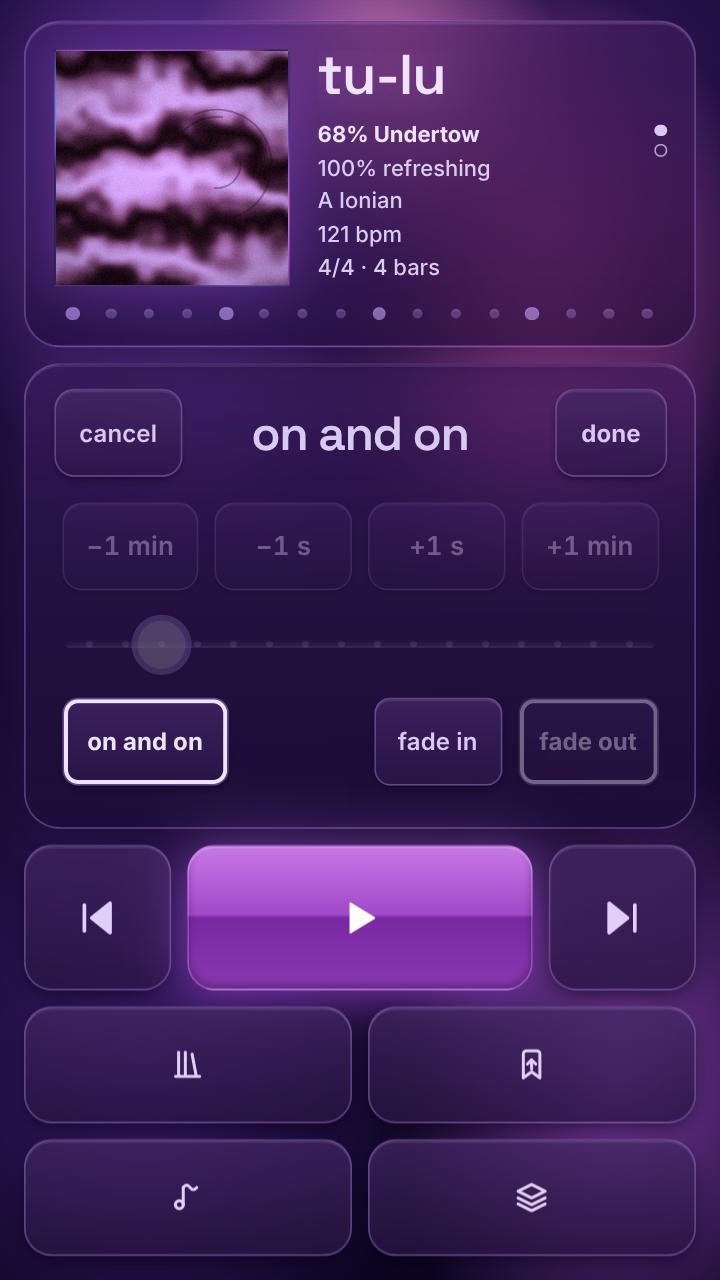 tu-lu
68% Undertow
100% refreshing
A Ionian
121 bpm
4/4 · 4 bars
cancel
on and on
done
−1 min
−1 s
+1 s
+1 min
on and on
fade in
fade out